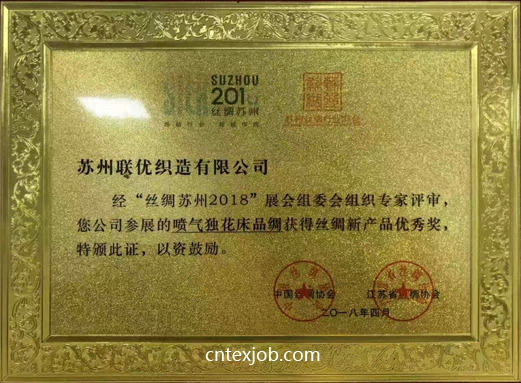 SUZHOU
201
丝绸苏州
苏州联优织造有限公司
经“丝绸苏州2018”展会组委会组织专家评审，
您公司参展的喷气独花床品绸获得丝绸新产品优秀奖，
特颁此证，以资鼓励。
中国丝绸协会 江苏省丝绸协会
二〇一八年四月
cntexjob.com